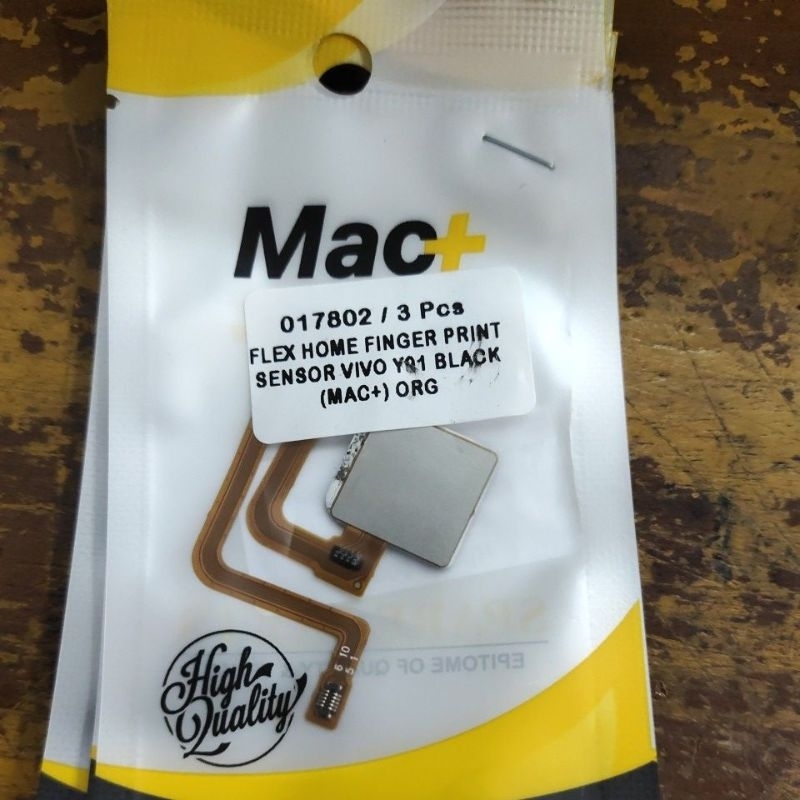 Mac+
017802 / 3 Pcs
FLEX HOME FINGER PRINT
SENSOR VIVO Y91 BLACK
(MAC+) ORG
6 10
5 1
High
Quality
EPITOME OF